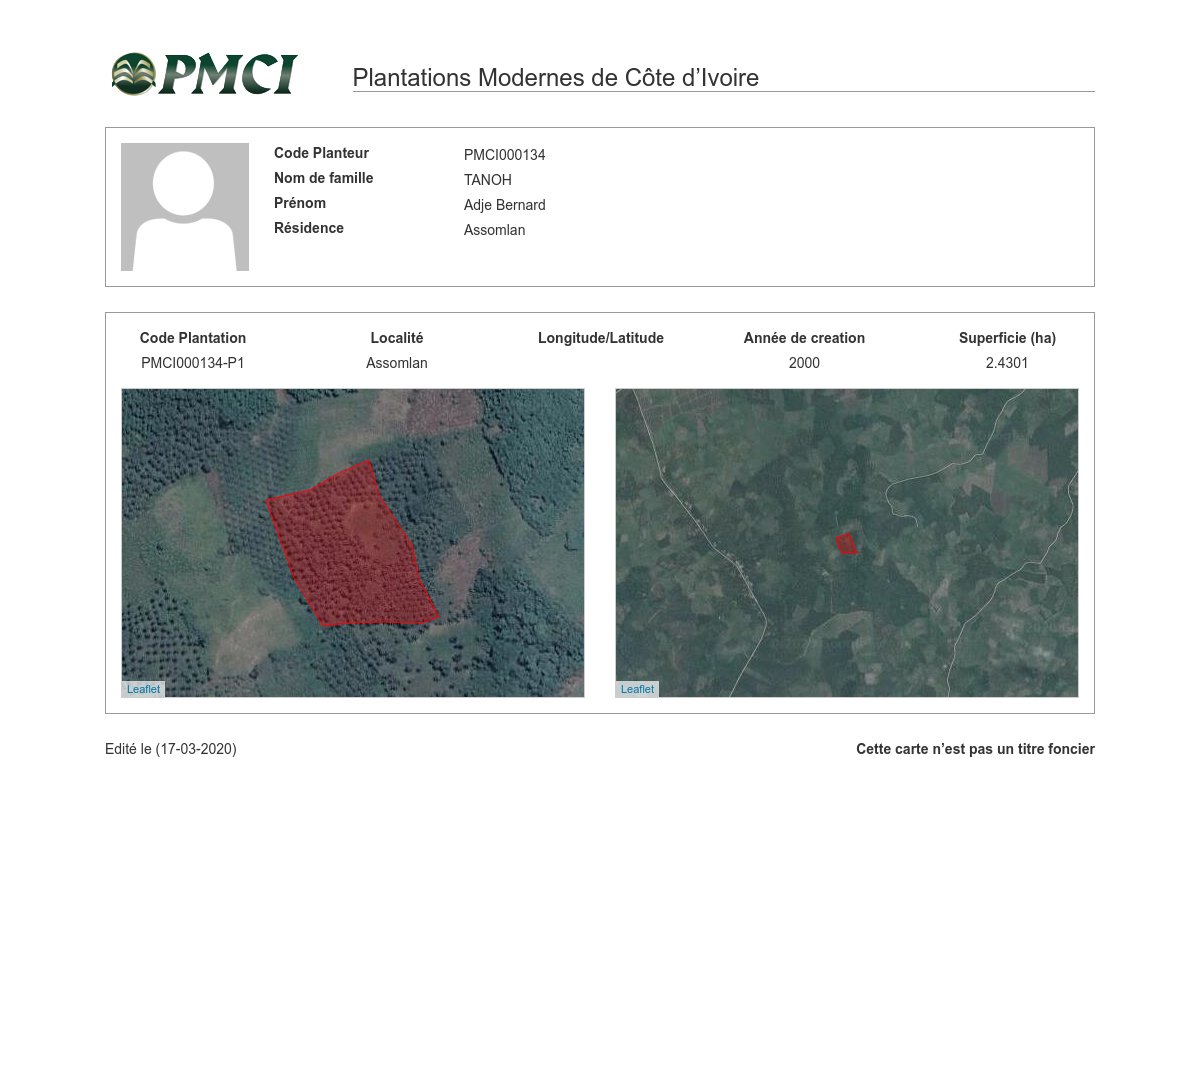 PMCI
Plantations Modernes de Côte d’Ivoire
Code Planteur PMCI000134
Nom de famille TANOH
Prénom Adje Bernard
Résidence Assomlan
Code Plantation Localité Longitude/Latitude Année de creation Superficie (ha)
PMCI000134-P1 Assomlan 2000 2.4301
Leaflet
Leaflet
Edité le (17-03-2020)
Cette carte n’est pas un titre foncier